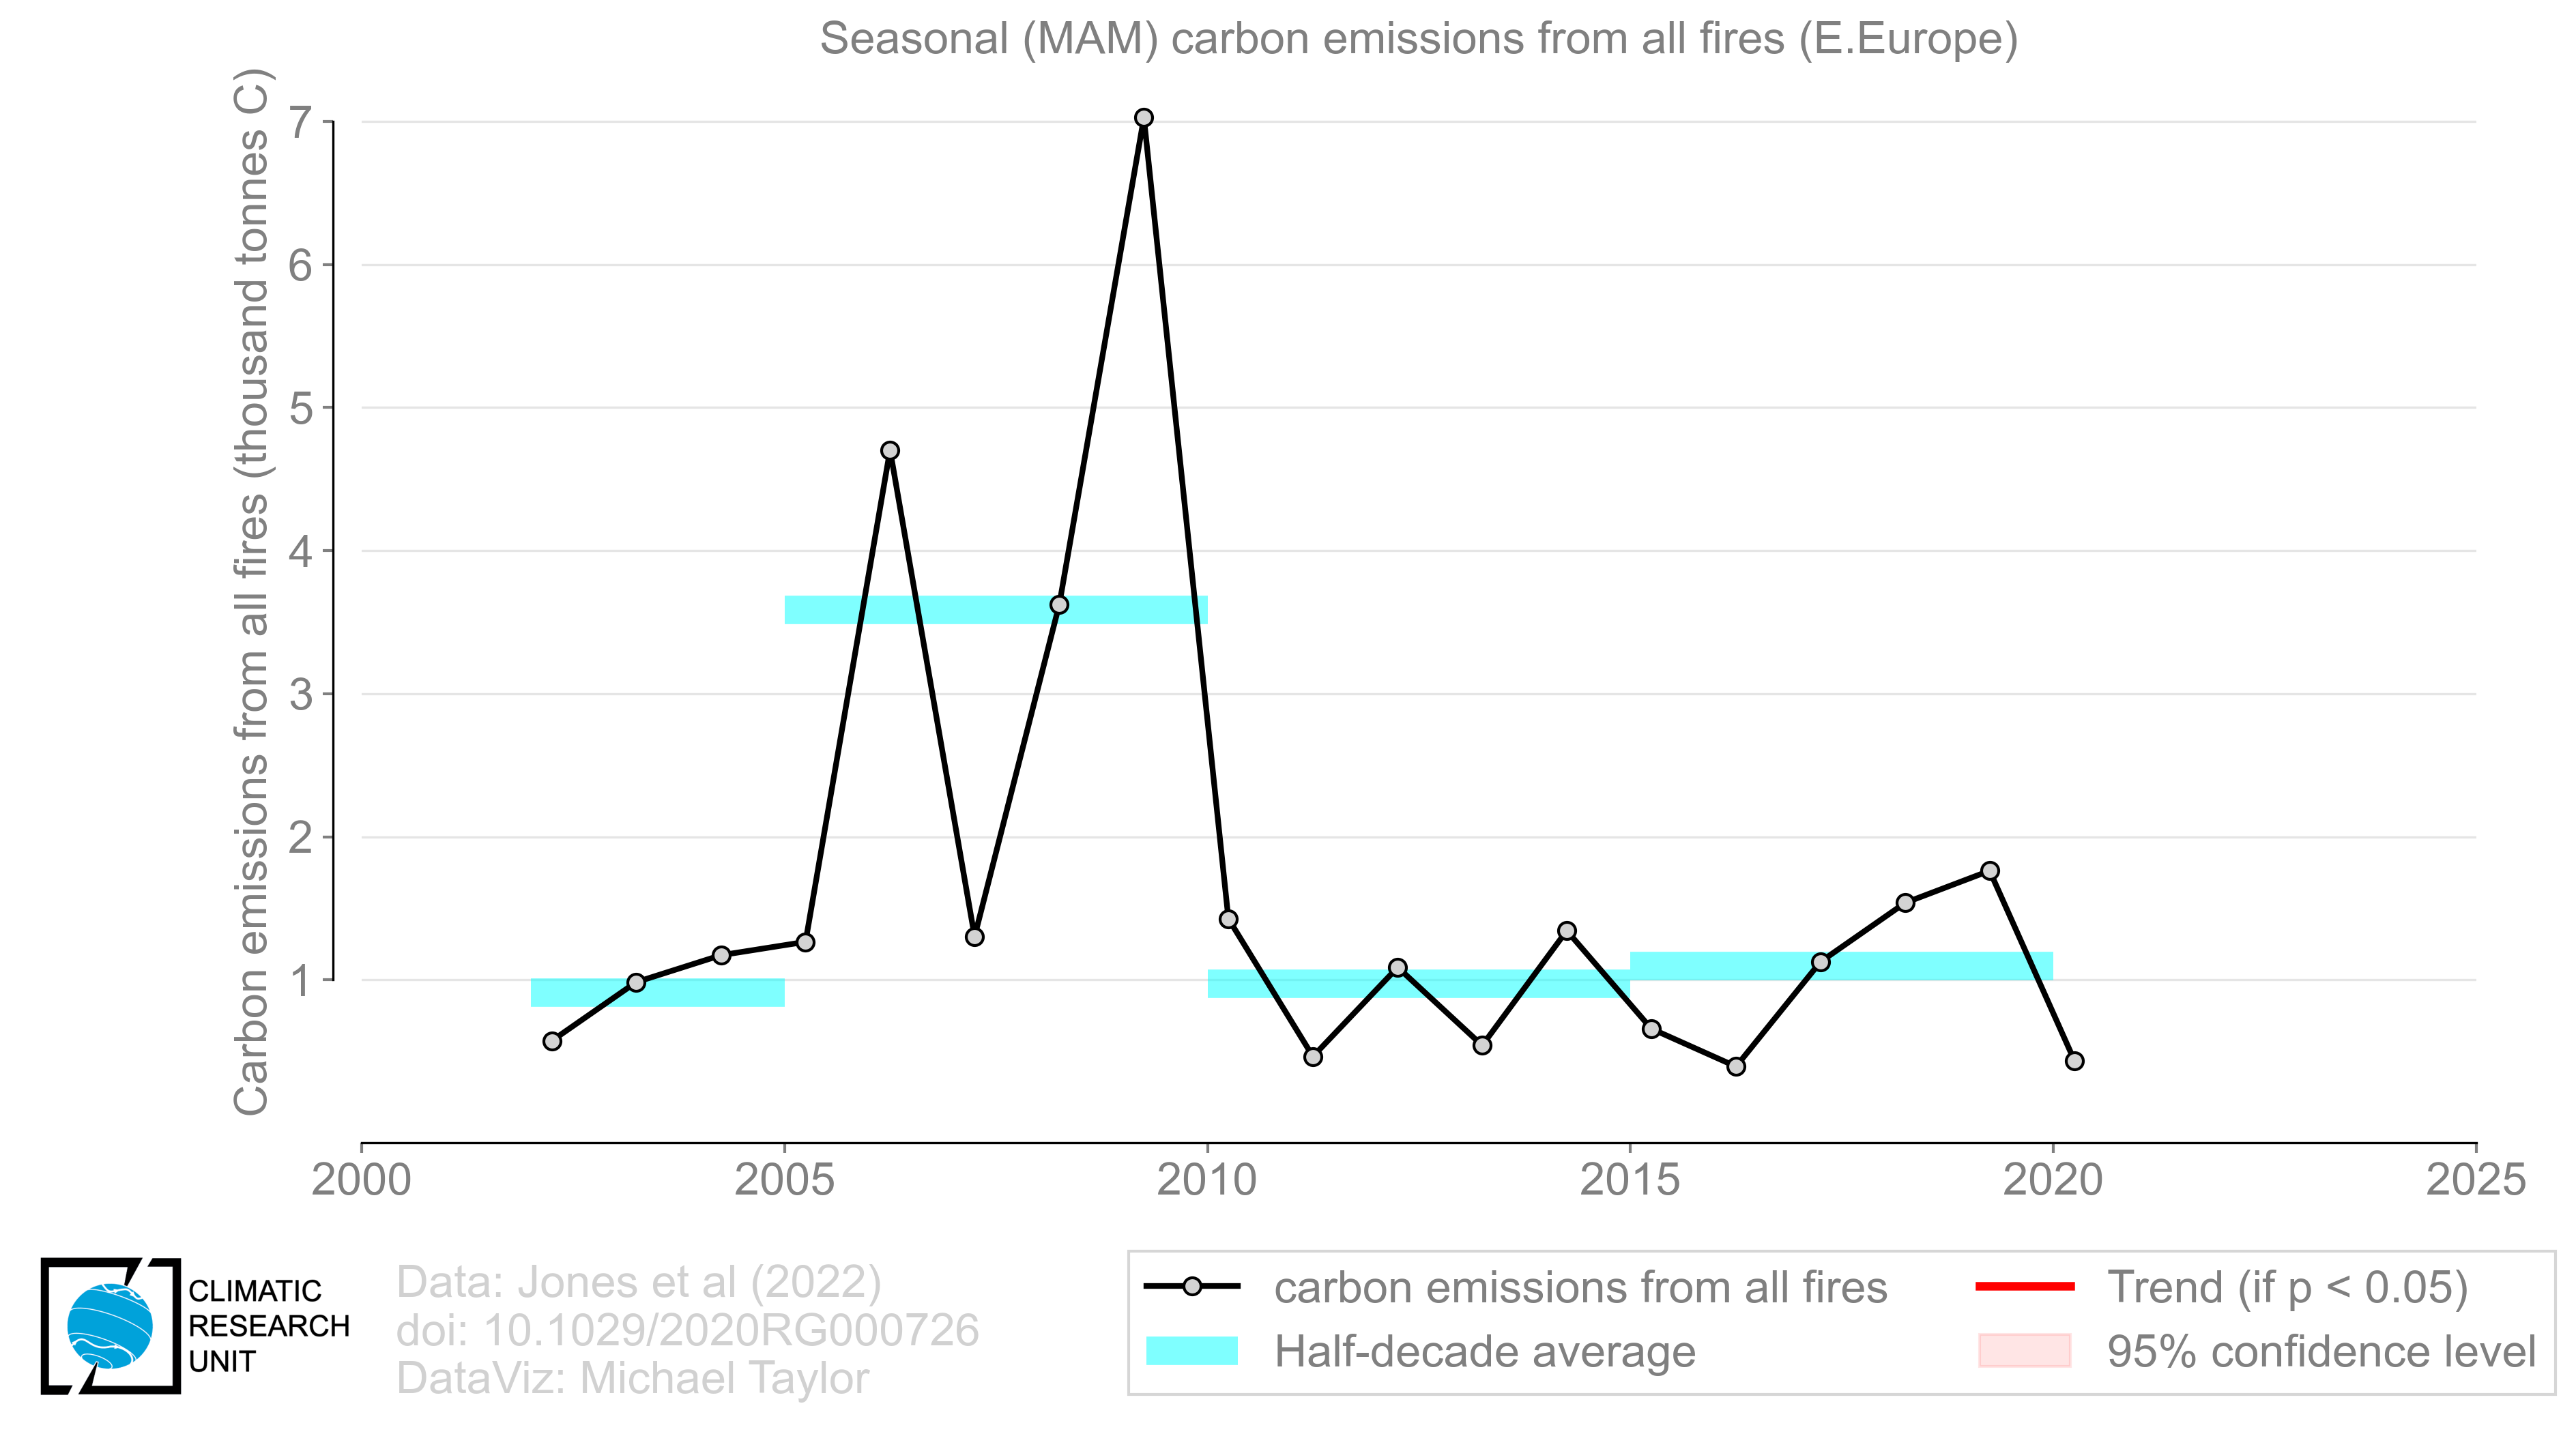 Seasonal (MAM) carbon emissions from all fires (E.Europe)
Carbon emissions from all fires (thousand tonnes C)
7
6
5
4
3
2
1
2000
2005
2010
2015
2020
2025
CLIMATIC
RESEARCH
UNIT
Data: Jones et al (2022)
doi: 10.1029/2020RG000726
DataViz: Michael Taylor
carbon emissions from all fires
Half-decade average
Trend (if p < 0.05)
95% confidence level